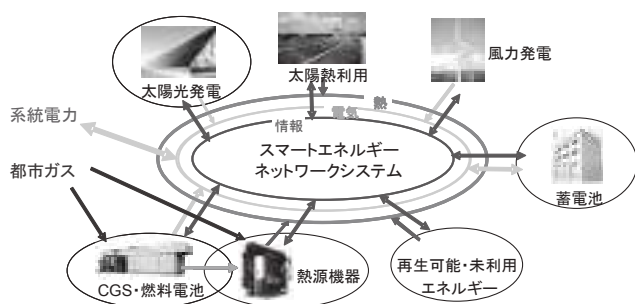 太陽光発電
太陽熱利用
風力発電
系統電力
電気
熱
情報
スマートエネルギー
ネットワークシステム
都市ガス
蓄電池
CGS・燃料電池
熱源機器
再生可能・未利用
エネルギー